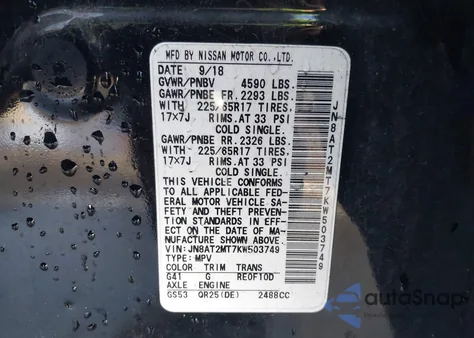 MFD BY NISSAN MOTOR CO.,LTD.
DATE 9/18
GVWR/PNBV 4590 LBS.
GAWR/PNBE FR. 2293 LBS.
WITH 225/65R17 TIRES.
17X7J RIMS.AT 33 PSI
COLD SINGLE.
GAWR/PNBE RR. 2326 LBS.
WITH 225/65R17 TIRES.
17X7J RIMS.AT 33 PSI
COLD SINGLE.
THIS VEHICLE CONFORMS
TO ALL APPLICABLE FED-
ERAL MOTOR VEHICLE SA-
FETY AND THEFT PREVEN-
TION STANDARDS IN EFF-
ECT ON THE DATE OF MA-
NUFACTURE SHOWN ABOVE.
VIN:JN8AT2MT7KW503749
TYPE:MPV
COLOR TRIM TRANS
G41 G RE0F10D
AXLE ENGINE
GS53 QR25(DE) 2488CC
JN8AT2MT7KW503749
autoSnap